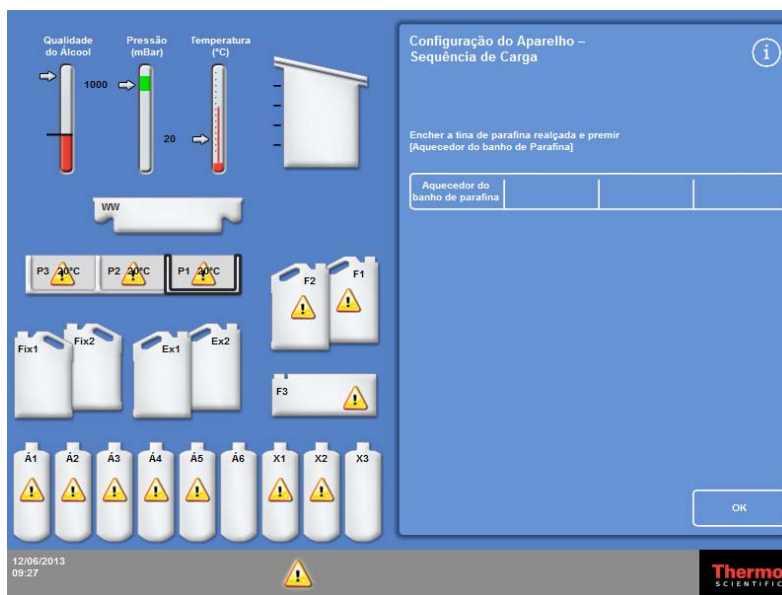 Qualidade
do Álcool
Pressão
(mBar)
Temperatura
(°C)
1000
20
WW
P3 20°C
P2 20°C
P1 20°C
F2
F1
Fix1
Fix2
Ex1
Ex2
F3
Á1
Á2
Á3
Á4
Á5
Á6
X1
X2
X3
Configuração do Aparelho –
Sequência de Carga
i
Encher a tina de parafina realçada e premir
[Aquecedor do banho de Parafina]
Aquecedor do
banho de parafina
OK
12/06/2013
09:27
Thermo
SCIENTIFIC